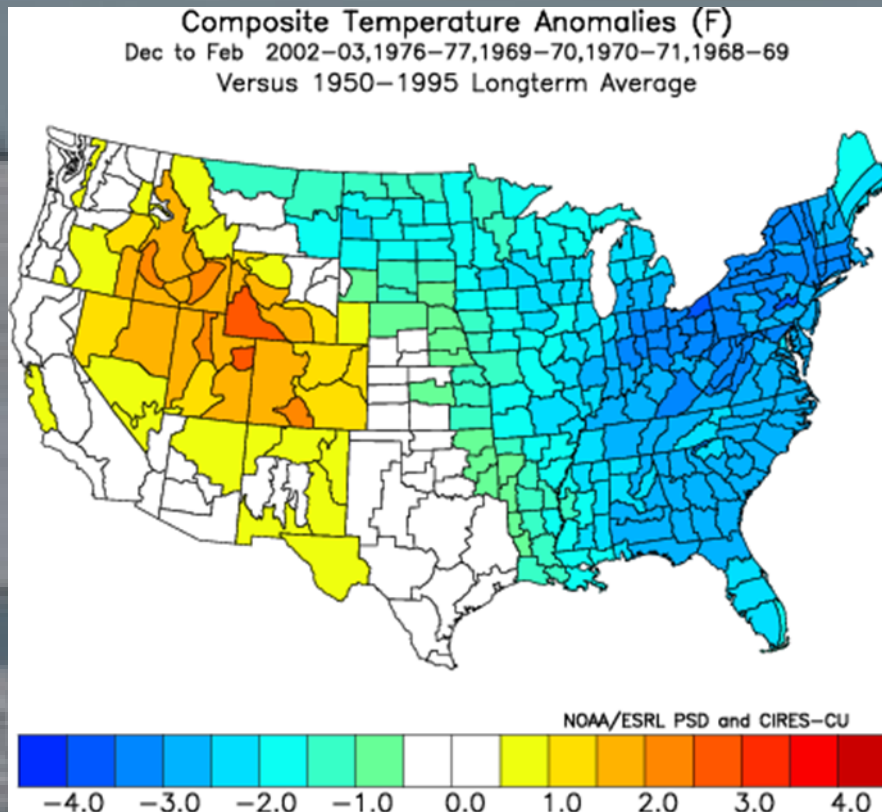 Composite Temperature Anomalies (F)
Dec to Feb 2002-03,1976-77,1969-70,1970-71,1968-69
Versus 1950-1995 Longterm Average
NOAA/ESRL PSD and CIRES-CU
-4.0 -3.0 -2.0 -1.0 0.0 1.0 2.0 3.0 4.0